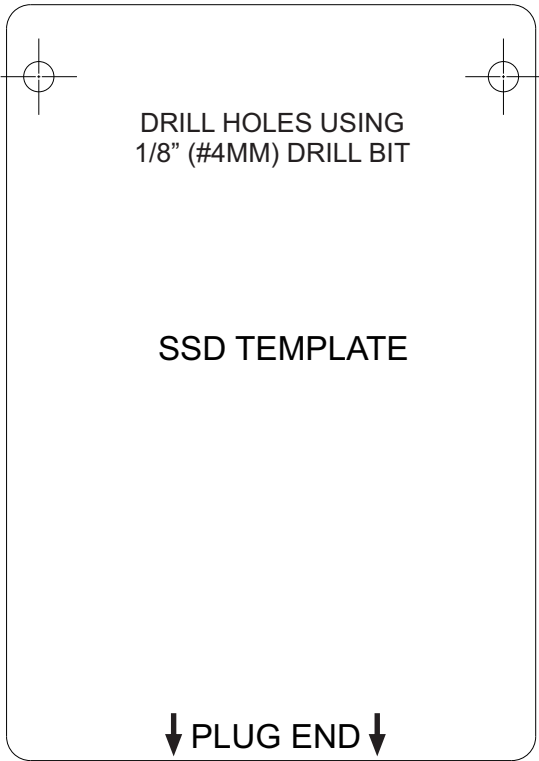 DRILL HOLES USING
1/8” (#4MM) DRILL BIT
SSD TEMPLATE
PLUG END